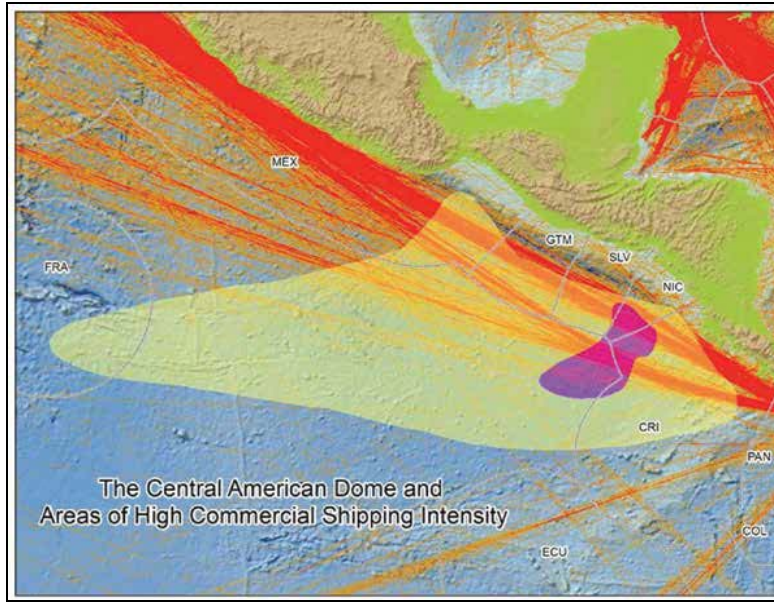 MEX
GTM
SLV
FRA
NIC
CRI
PAN
The Central American Dome and
Areas of High Commercial Shipping Intensity
COL
ECU